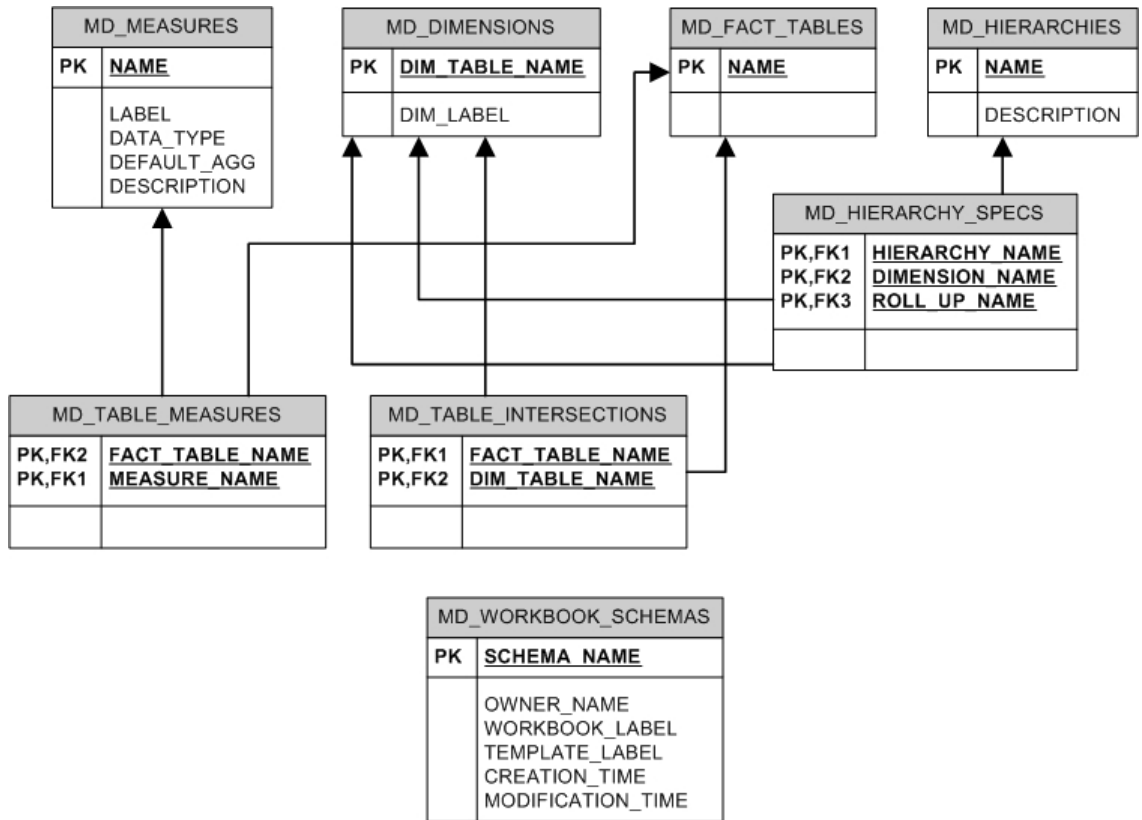 MD_MEASURES
PK NAME
LABEL
DATA_TYPE
DEFAULT_AGG
DESCRIPTION
MD_DIMENSIONS
PK DIM_TABLE_NAME
DIM_LABEL
MD_FACT_TABLES
PK NAME
MD_HIERARCHIES
PK NAME
DESCRIPTION
MD_HIERARCHY_SPECS
PK,FK1 HIERARCHY_NAME
PK,FK2 DIMENSION_NAME
PK,FK3 ROLL_UP_NAME
MD_TABLE_MEASURES
PK,FK2 FACT_TABLE_NAME
PK,FK1 MEASURE_NAME
MD_TABLE_INTERSECTIONS
PK,FK1 FACT_TABLE_NAME
PK,FK2 DIM_TABLE_NAME
MD_WORKBOOK_SCHEMAS
PK SCHEMA_NAME
OWNER_NAME
WORKBOOK_LABEL
TEMPLATE_LABEL
CREATION_TIME
MODIFICATION_TIME